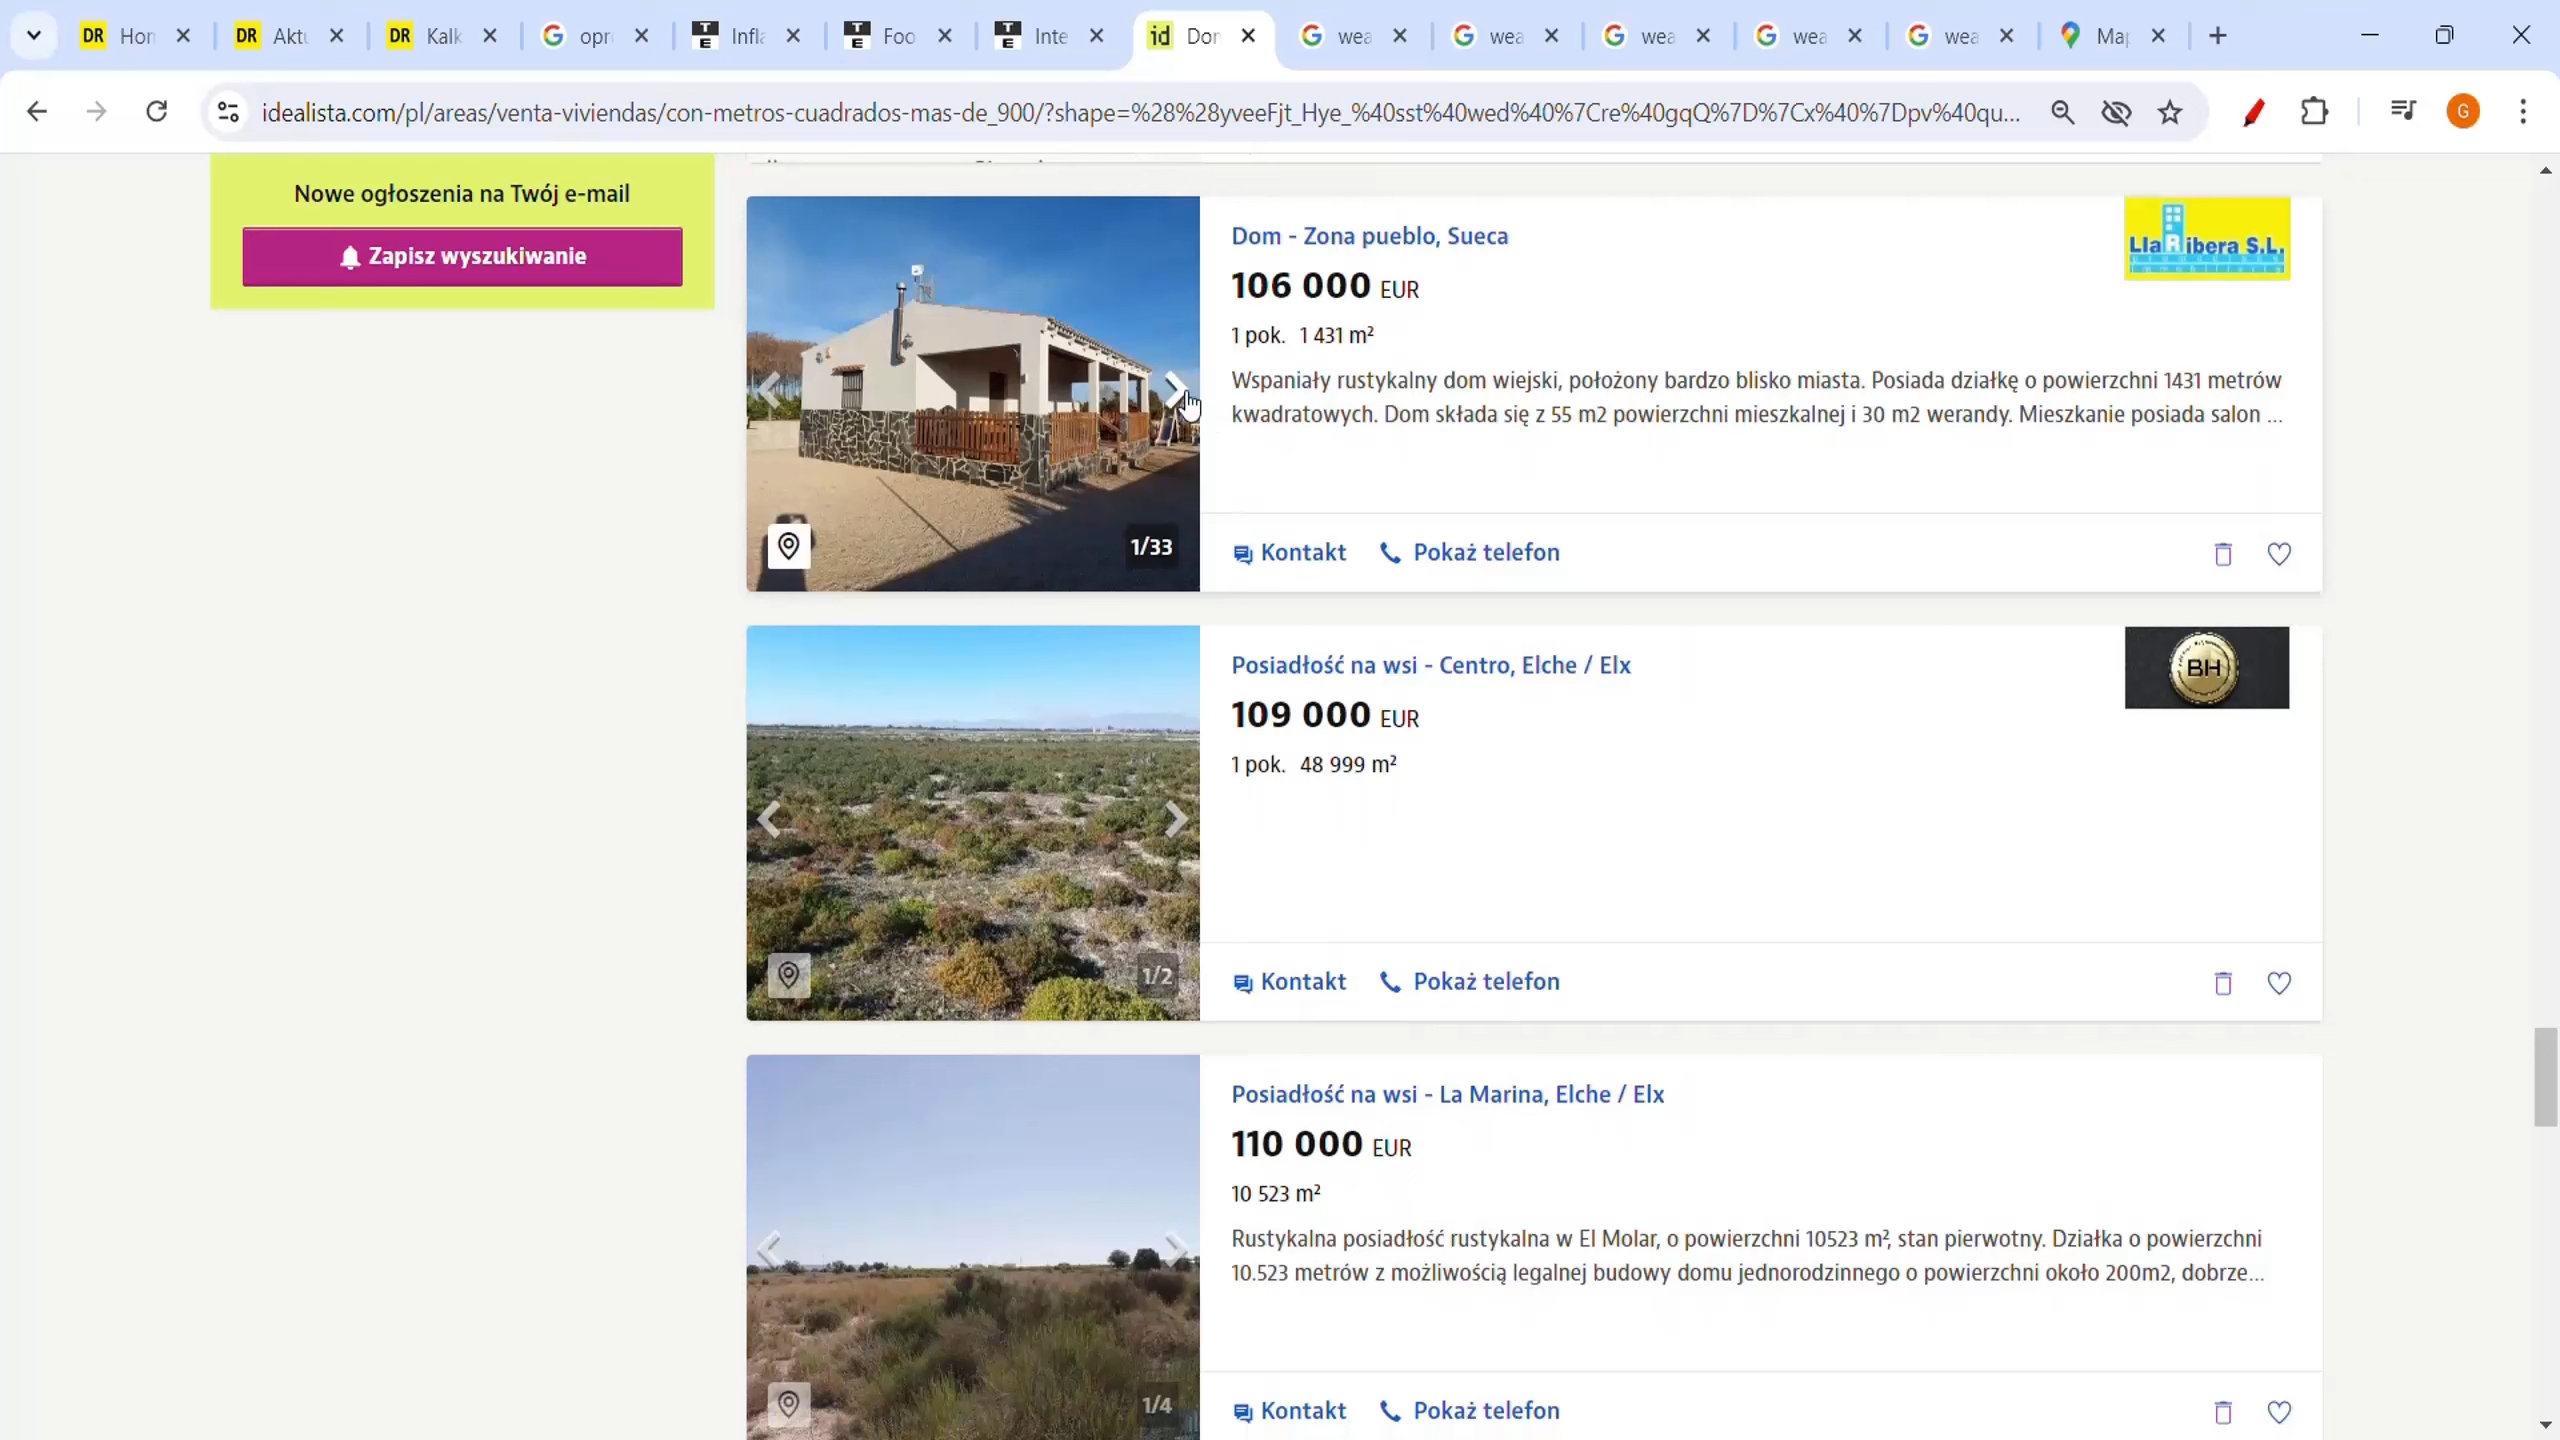 Hon
Aktu
Kalk
opr
Infla
Foo
Inte
id Dom
wea
wea
wea
wea
wea
Map
idealista.com/pl/areas/venta-viviendas/con-metros-cuadrados-mas-de_900/?shape=%28%28yveeFjt_Hye_%40sst%40wed%40%7Cre%40gqQ%7D%7Cx%40%7Dpv%40qu...
G
Nowe ogłoszenia na Twój e-mail
Zapisz wyszukiwanie
Dom - Zona pueblo, Sueca
LlaRibera S.L.
106 000 EUR
1 pok. 1 431 m²
Wspaniały rustykalny dom wiejski, położony bardzo blisko miasta. Posiada działkę o powierzchni 1431 metrów
kwadratowych. Dom składa się z 55 m2 powierzchni mieszkalnej i 30 m2 werandy. Mieszkanie posiada salon ...
1/33
Kontakt Pokaż telefon
Posiadłość na wsi - Centro, Elche / Elx
BH
109 000 EUR
1 pok. 48 999 m²
1/2
Kontakt Pokaż telefon
Posiadłość na wsi - La Marina, Elche / Elx
110 000 EUR
10 523 m²
Rustykalna posiadłość rustykalna w El Molar, o powierzchni 10523 m², stan pierwotny. Działka o powierzchni
10.523 metrów z możliwością legalnej budowy domu jednorodzinnego o powierzchni około 200m2, dobrze...
1/4
Kontakt Pokaż telefon